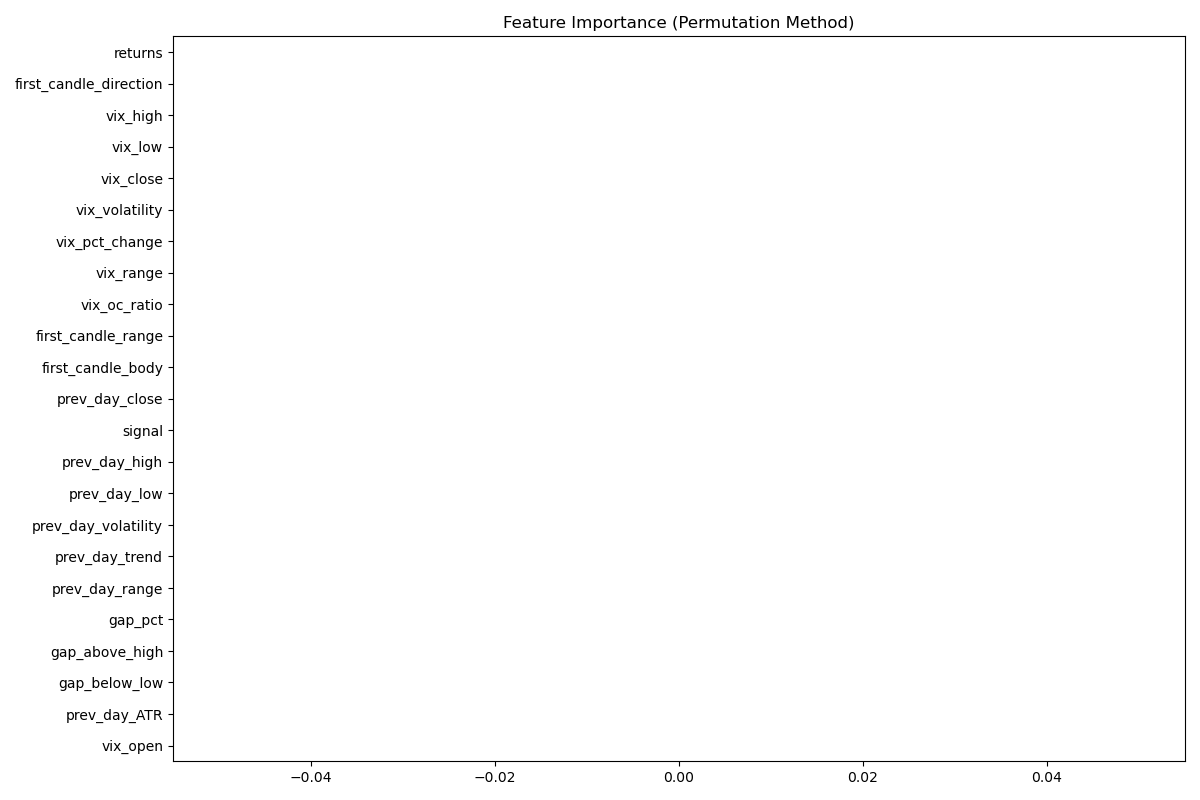 Feature Importance (Permutation Method)
returns
first_candle_direction
vix_high
vix_low
vix_close
vix_volatility
vix_pct_change
vix_range
vix_oc_ratio
first_candle_range
first_candle_body
prev_day_close
signal
prev_day_high
prev_day_low
prev_day_volatility
prev_day_trend
prev_day_range
gap_pct
gap_above_high
gap_below_low
prev_day_ATR
vix_open
−0.04 −0.02 0.00 0.02 0.04